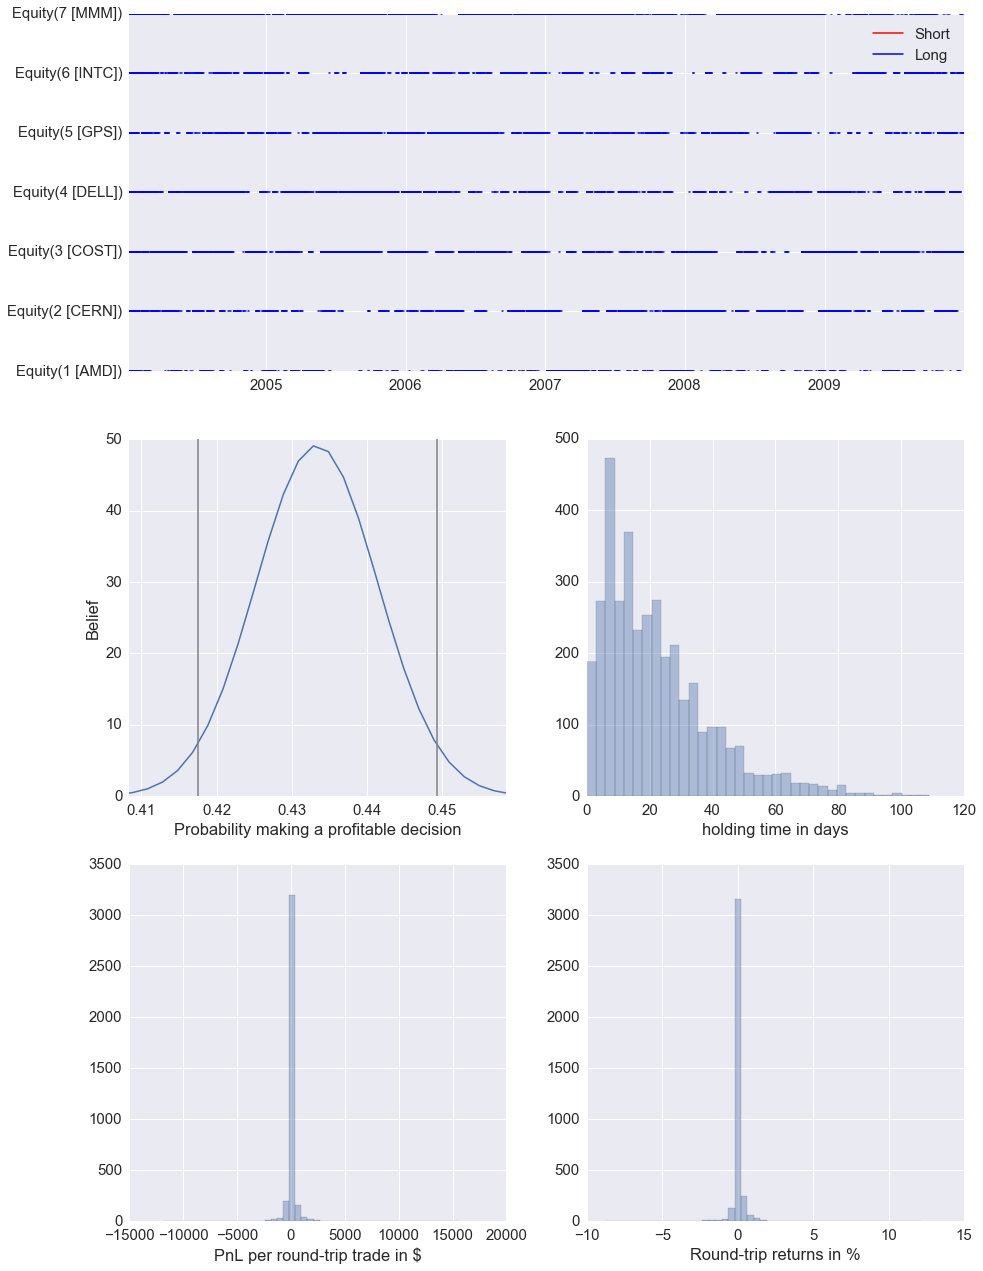 Equity(7 [MMM])
Short
Long
Equity(6 [INTC])
Equity(5 [GPS])
Equity(4 [DELL])
Equity(3 [COST])
Equity(2 [CERN])
Equity(1 [AMD])
2005 2006 2007 2008 2009
50
40
30
20
10
0
Belief
0.41 0.42 0.43 0.44 0.45
Probability making a profitable decision
500
400
300
200
100
0
0 20 40 60 80 100 120
holding time in days
3500
3000
2500
2000
1500
1000
500
0
−15000 −10000 −5000 0 5000 10000 15000 20000
PnL per round-trip trade in $
3500
3000
2500
2000
1500
1000
500
0
−10 −5 0 5 10 15
Round-trip returns in %